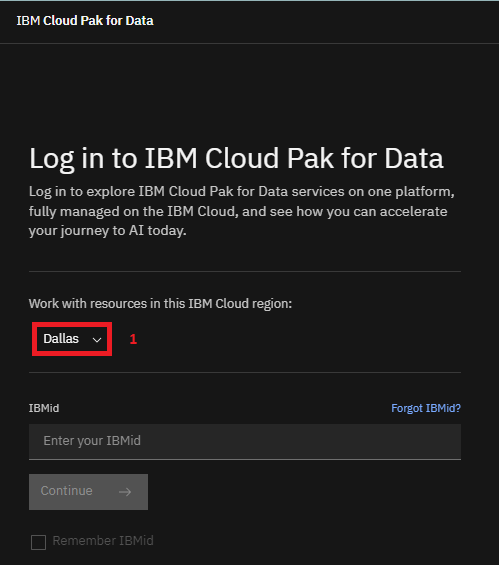 IBM Cloud Pak for Data
Log in to IBM Cloud Pak for Data
Log in to explore IBM Cloud Pak for Data services on one platform,
fully managed on the IBM Cloud, and see how you can accelerate
your journey to AI today.
Work with resources in this IBM Cloud region:
Dallas 1
IBMid Forgot IBMid?
Enter your IBMid
Continue
Remember IBMid